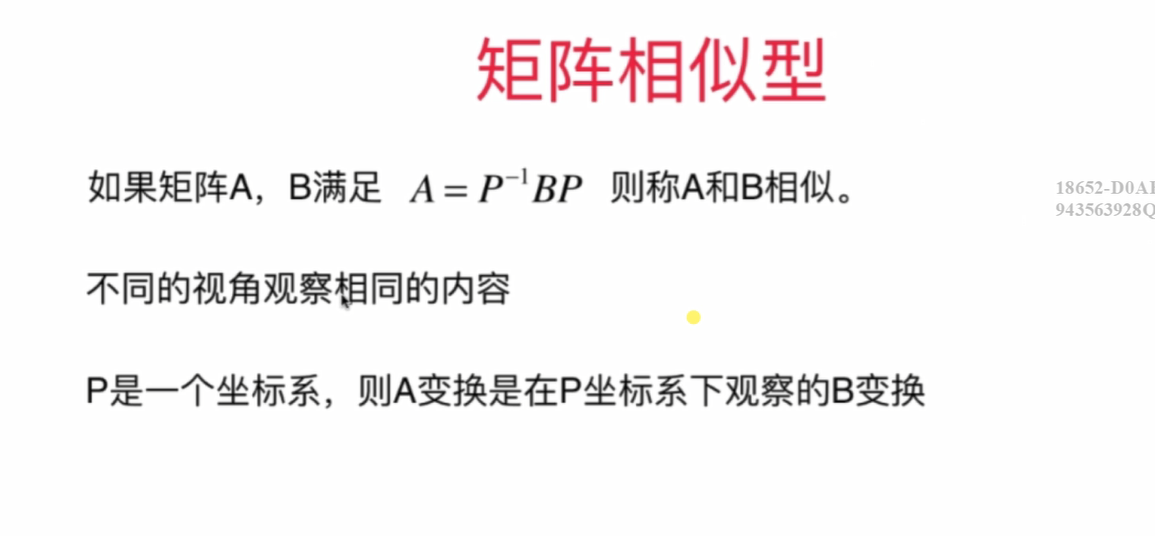 矩阵相似型
如果矩阵A，B满足 A = P⁻¹BP 则称A和B相似。
18652-D0A
943563928Q
不同的视角观察相同的内容
P是一个坐标系，则A变换是在P坐标系下观察的B变换